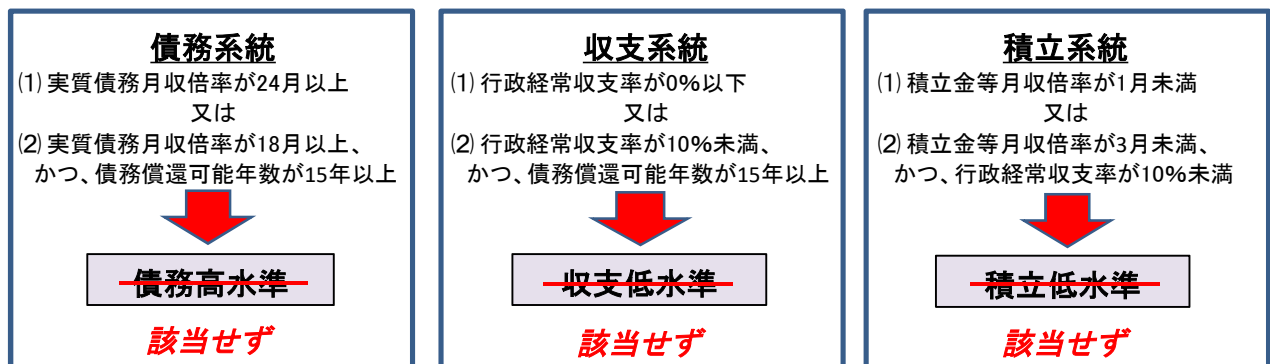 債務系統
⑴ 実質債務月収倍率が24月以上
又は
⑵ 実質債務月収倍率が18月以上、
かつ、債務償還可能年数が15年以上
債務高水準
該当せず
収支系統
⑴ 行政経常収支率が0%以下
又は
⑵ 行政経常収支率が10%未満、
かつ、債務償還可能年数が15年以上
収支低水準
該当せず
積立系統
⑴ 積立金等月収倍率が1月未満
又は
⑵ 積立金等月収倍率が3月未満、
かつ、行政経常収支率が10%未満
積立低水準
該当せず